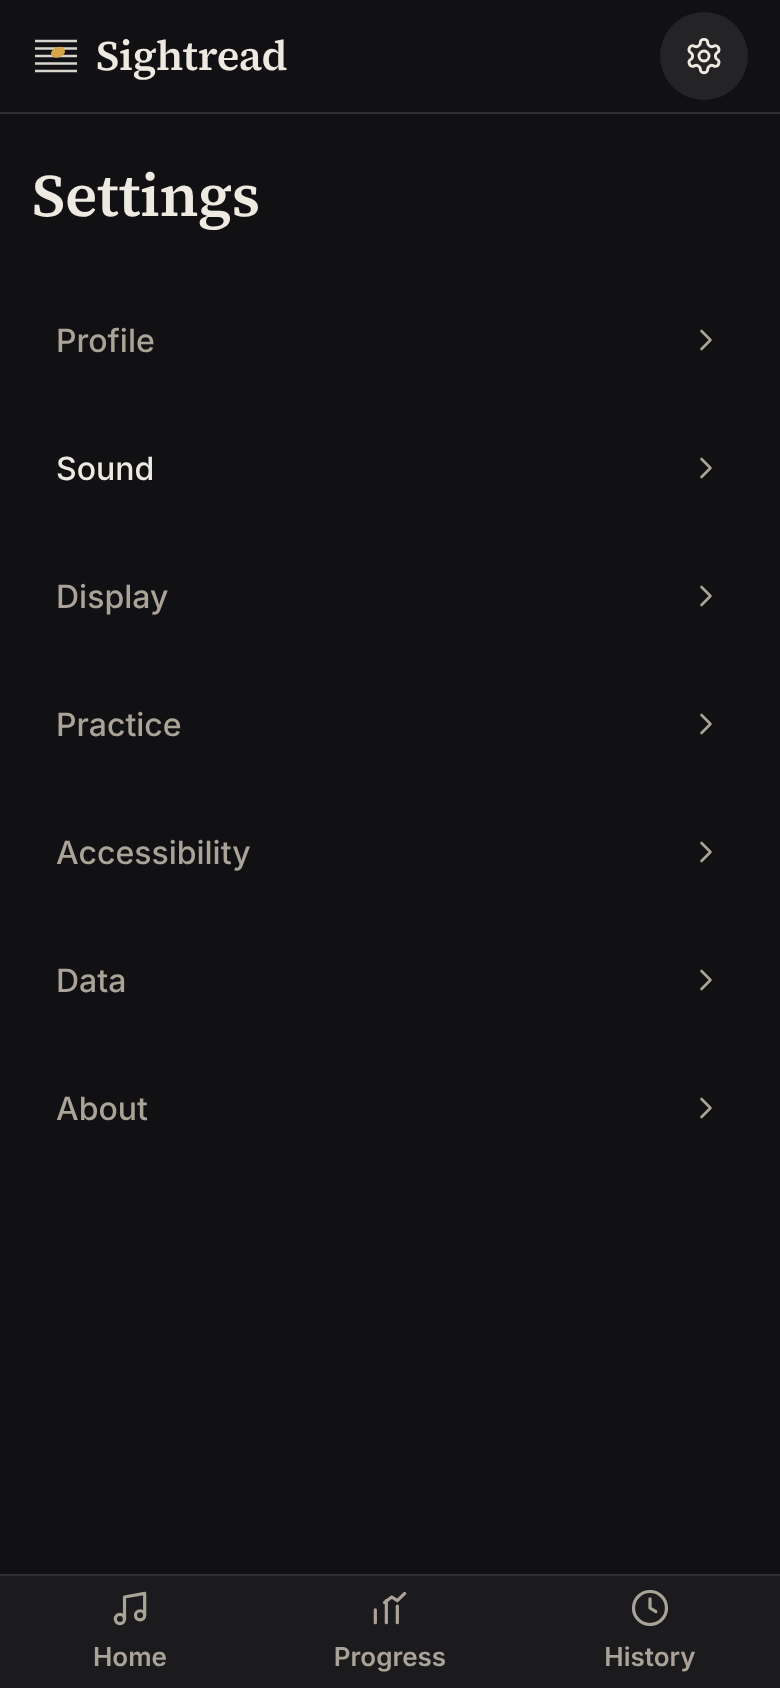 Sightread
Settings
Profile
Sound
Display
Practice
Accessibility
Data
About
Home
Progress
History